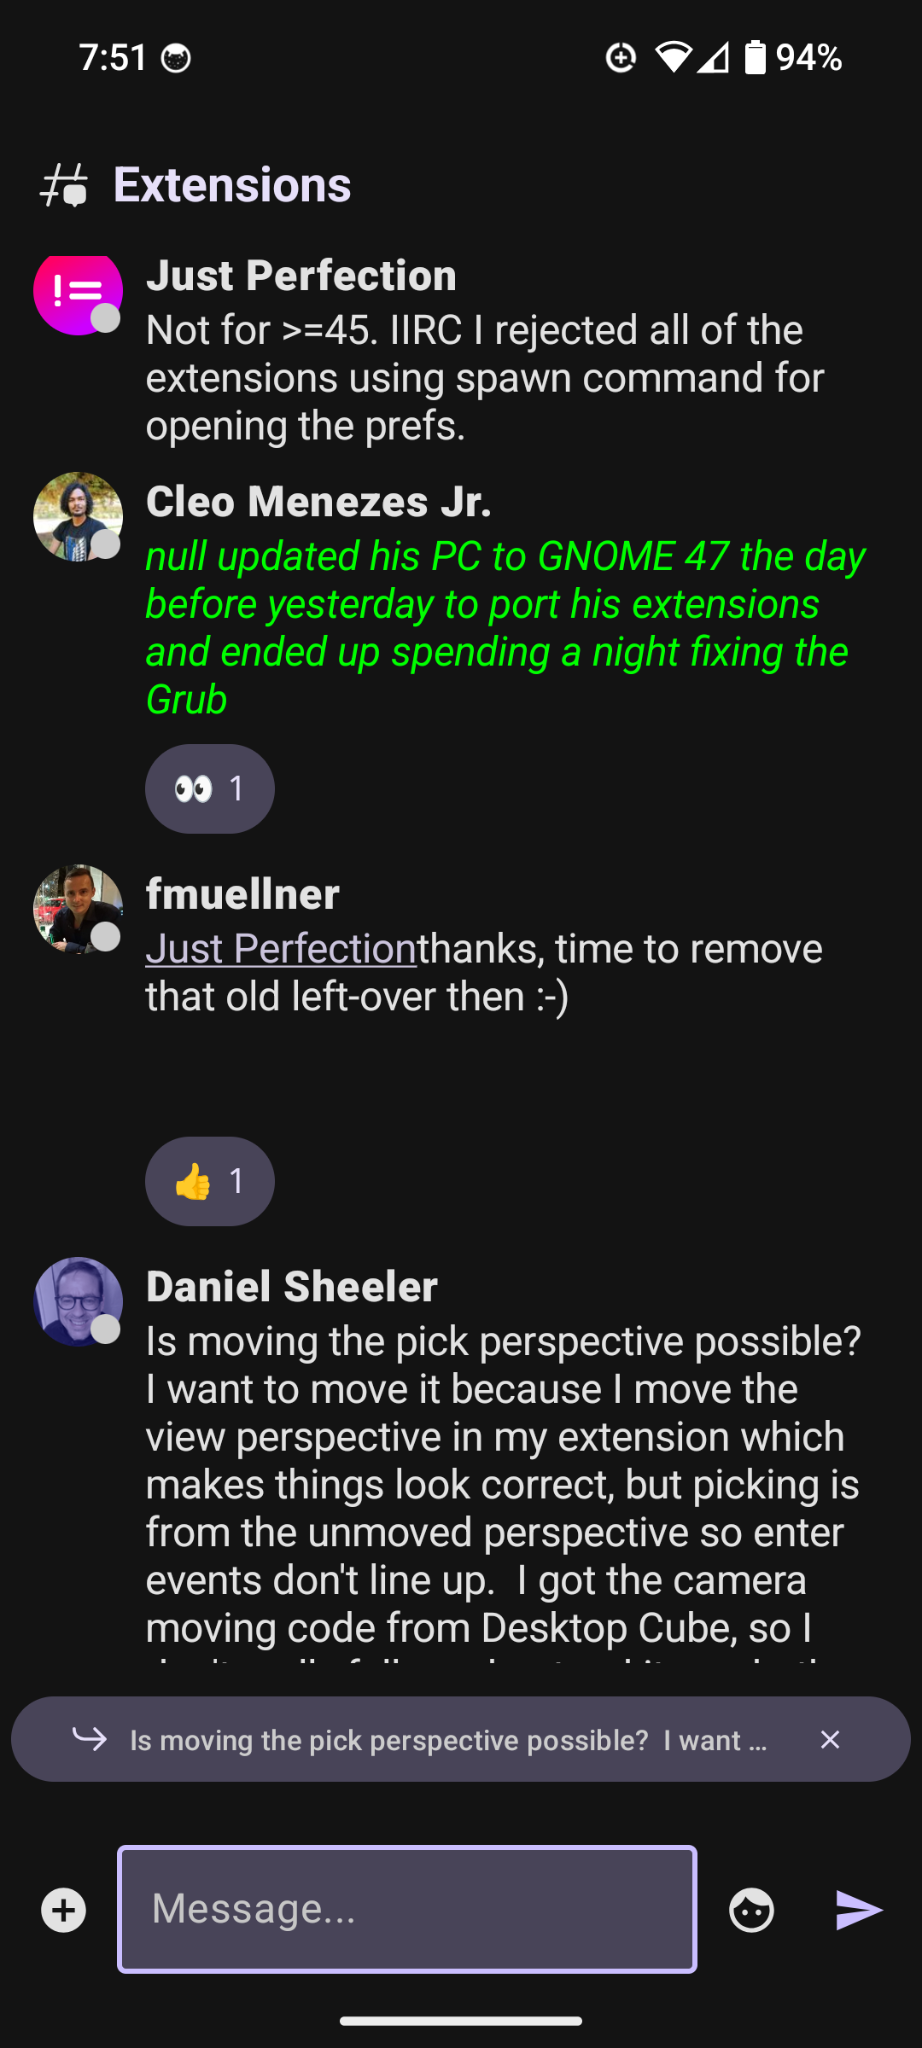 7:51
94%
Extensions
Just Perfection
Not for >=45. IIRC I rejected all of the
extensions using spawn command for
opening the prefs.
Cleo Menezes Jr.
null updated his PC to GNOME 47 the day
before yesterday to port his extensions
and ended up spending a night fixing the
Grub
👀 1
fmuellner
Just Perfectionthanks, time to remove
that old left-over then :-)
👍 1
Daniel Sheeler
Is moving the pick perspective possible?
I want to move it because I move the
view perspective in my extension which
makes things look correct, but picking is
from the unmoved perspective so enter
events don't line up.  I got the camera
moving code from Desktop Cube, so I
Is moving the pick perspective possible?  I want ...
Message...